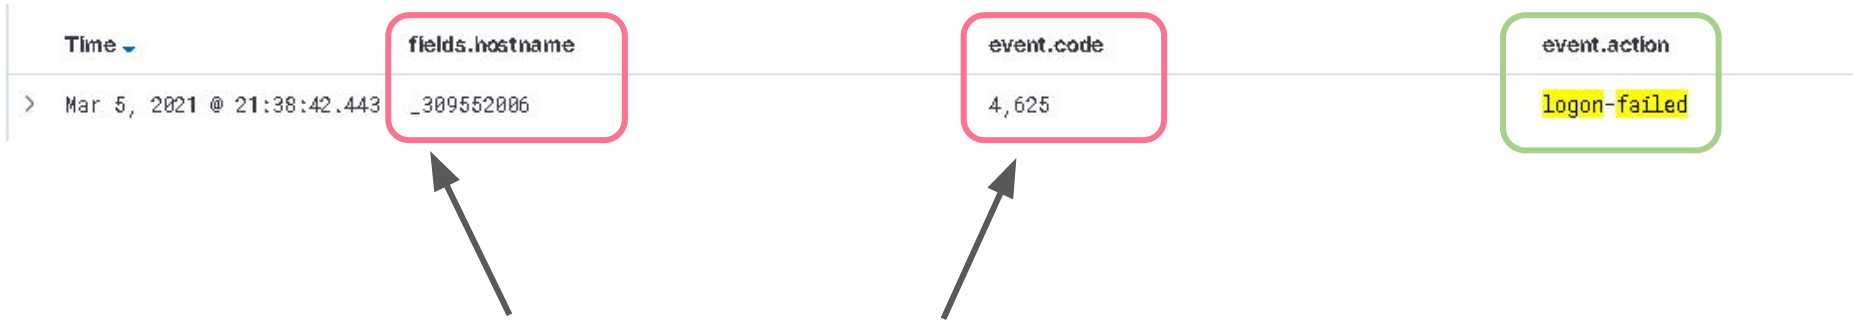 Time fields.hostname event.code event.action
> Mar 5, 2021 @ 21:38:42.443 _309552006 4,625 logon-failed